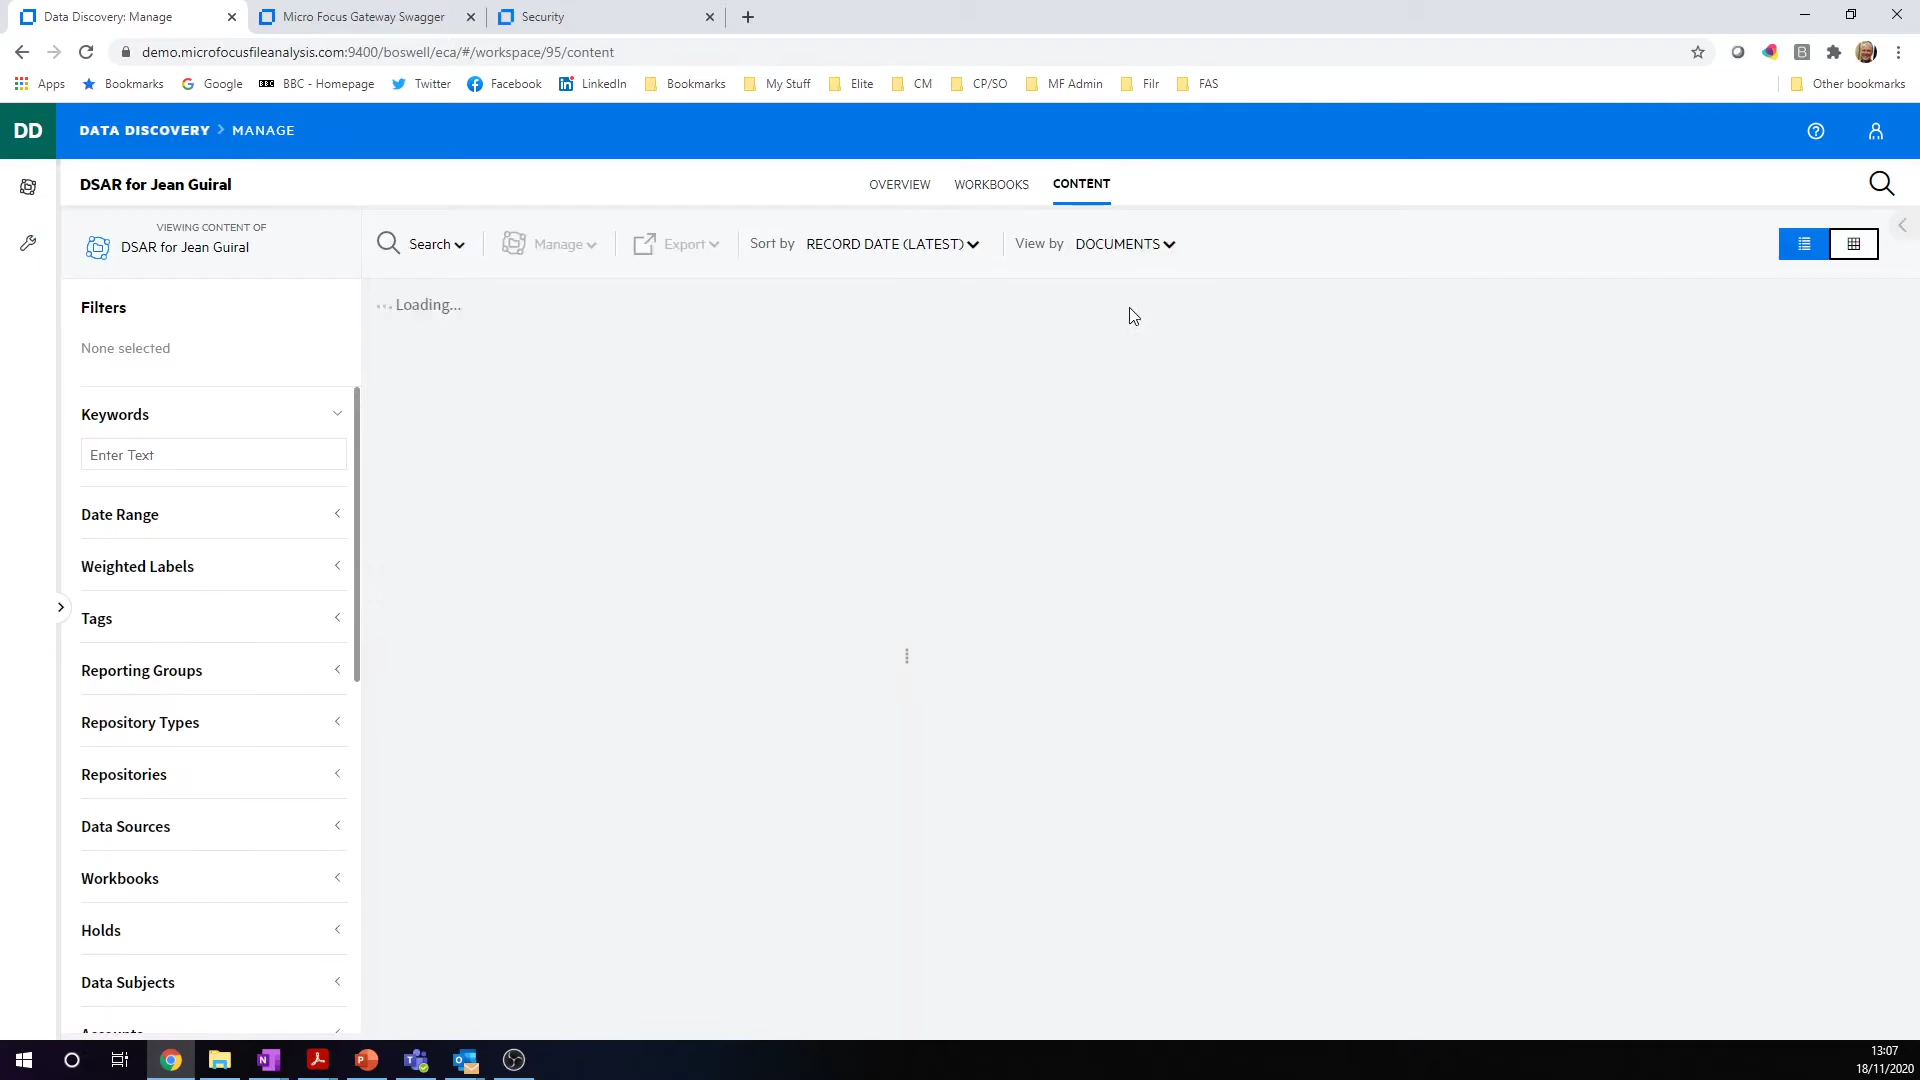 Data Discovery: Manage
Micro Focus Gateway Swagger
Security
demo.microfocusfileanalysis.com:9400/boswell/eca/#/workspace/95/content
Apps
Bookmarks
Google
BBC BBC - Homepage
Twitter
Facebook
LinkedIn
Bookmarks
My Stuff
Elite
CM
CP/SO
MF Admin
Filr
FAS
Other bookmarks
DD
DATA DISCOVERY > MANAGE
DSAR for Jean Guiral
OVERVIEW
WORKBOOKS
CONTENT
VIEWING CONTENT OF
DSAR for Jean Guiral
Search
Manage
Export
Sort by RECORD DATE (LATEST)
View by DOCUMENTS
Filters
None selected
Keywords
Enter Text
Date Range
Weighted Labels
Tags
Reporting Groups
Repository Types
Repositories
Data Sources
Workbooks
Holds
Data Subjects
Accounts
... Loading...
13:07
18/11/2020